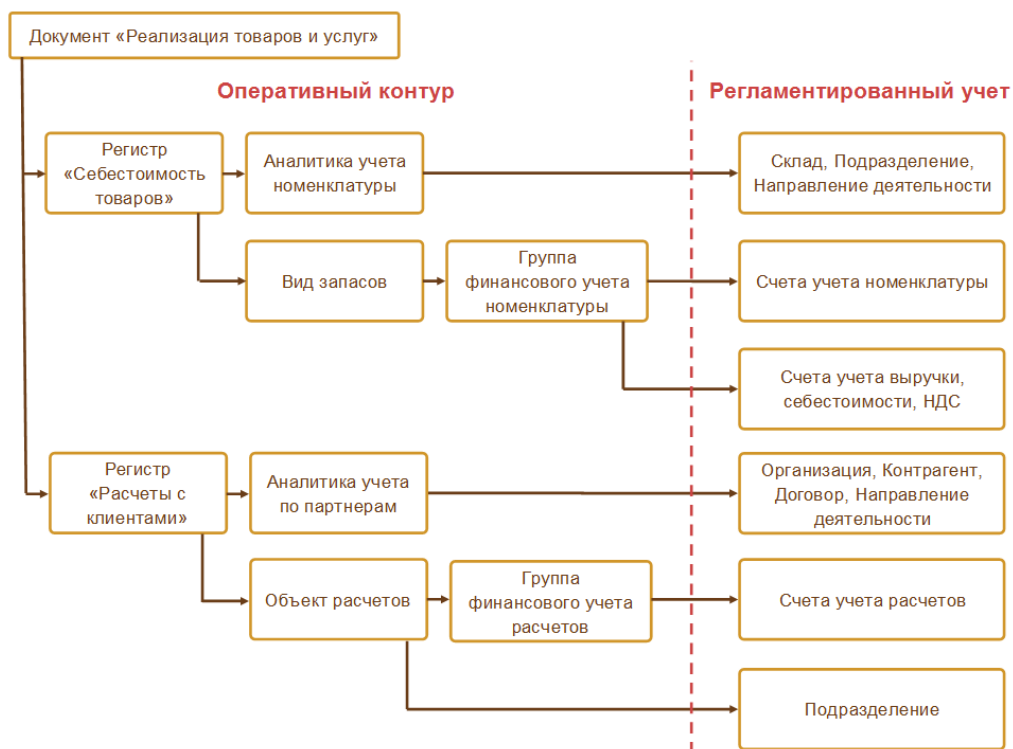 Документ «Реализация товаров и услуг»
Оперативный контур
Регламентированный учет
Регистр
«Себестоимость
товаров»
Аналитика учета
номенклатуры
Склад, Подразделение,
Направление деятельности
Вид запасов
Группа
финансового учета
номенклатуры
Счета учета номенклатуры
Счета учета выручки,
себестоимости, НДС
Регистр
«Расчеты с
клиентами»
Аналитика учета
по партнерам
Организация, Контрагент,
Договор, Направление
деятельности
Объект расчетов
Группа
финансового учета
расчетов
Счета учета расчетов
Подразделение